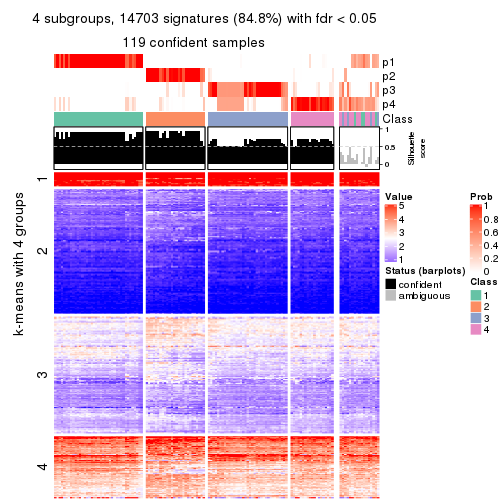 4 subgroups, 14703 signatures (84.8%) with fdr < 0.05
119 confident samples
p1
p2
p3
p4
Class
1
0.5
0
Silhouette
score
k-means with 4 groups
1
2
3
4
Value
5
4
3
2
1
Status (barplots)
confident
ambiguous
Prob
1
0.8
0.6
0.4
0.2
0
Class
1
2
3
4